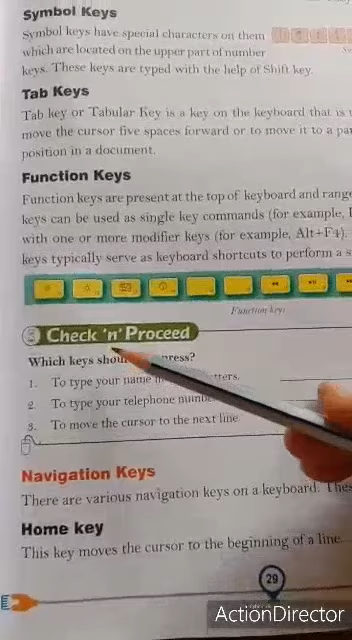 Symbol Keys
Symbol keys have special characters on them
which are located on the upper part of number
keys. These keys are typed with the help of Shift key.
Tab Keys
Tab key or Tabular Key is a key on the keyboard that is
move the cursor five spaces forward or to move it to a
position in a document.
Function Keys
Function keys are present at the top of keyboard and range
keys can be used as single key commands (for example,
with one or more modifier keys (for example, Alt+F4).
keys typically serve as keyboard shortcuts to perform a
Function keys
Check 'n' Proceed
Which keys press?
1. To type your name
2. To type your telephone
3. To move the cursor to the next line
Navigation Keys
There are various navigation keys on a keyboard.
Home key
This key moves the cursor to the beginning of a line.
29
ActionDirector